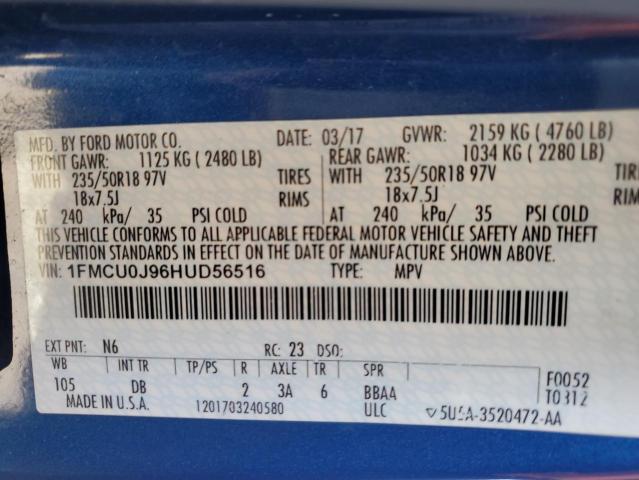 MFD. BY FORD MOTOR CO. DATE: 03/17 GVWR: 2159 KG ( 4760 LB)
FRONT GAWR: 1125 KG ( 2480 LB) REAR GAWR: 1034 KG ( 2280 LB)
WITH 235/50R18 97V TIRES WITH 235/50R18 97V TIRE
18x7.5J RIMS 18x7.5J RIMS
AT 240 kPa/ 35 PSI COLD AT 240 kPa/ 35 PSI COLD
THIS VEHICLE CONFORMS TO ALL APPLICABLE FEDERAL MOTOR VEHICLE SAFETY AND THEFT
PREVENTION STANDARDS IN EFFECT ON THE DATE OF MANUFACTURE SHOWN ABOVE.
VIN: 1FMCU0J96HUD56516 TYPE: MPV
EXT PNT: N6 RC: 23 DSO:
WB INT TR TP/PS R AX TR SPR F0052
105 DB 2 3A 6 BBAA T0312
MADE IN U.S.A. 1201703240580 ULC ▽5U5A-3520472-AA